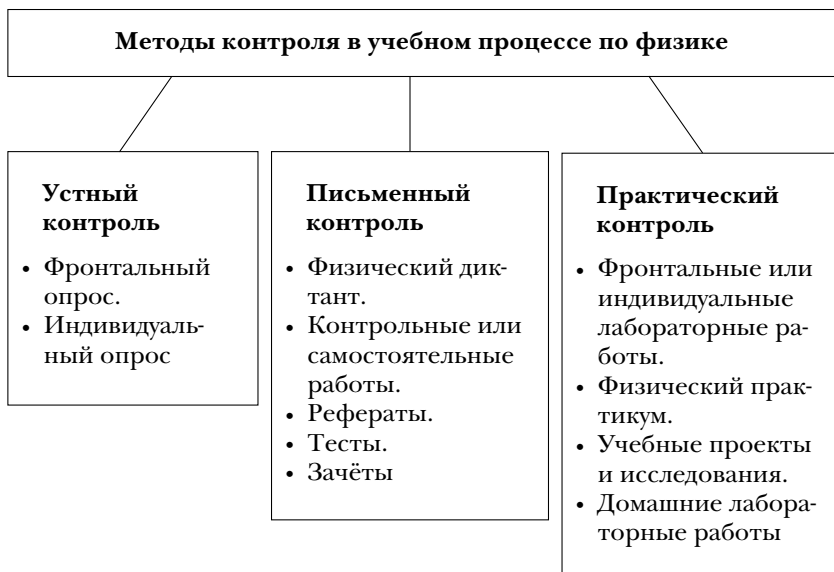 Методы контроля в учебном процессе по физике
Устный
контроль
• Фронтальный
опрос.
• Индивидуаль-
ный опрос
Письменный
контроль
• Физический дик-
тант.
• Контрольные или
самостоятельные
работы.
• Рефераты.
• Тесты.
• Зачёты
Практический
контроль
• Фронтальные или
индивидуальные
лабораторные ра-
боты.
• Физический прак-
тикум.
• Учебные проекты
и исследования.
• Домашние лабора-
торные работы